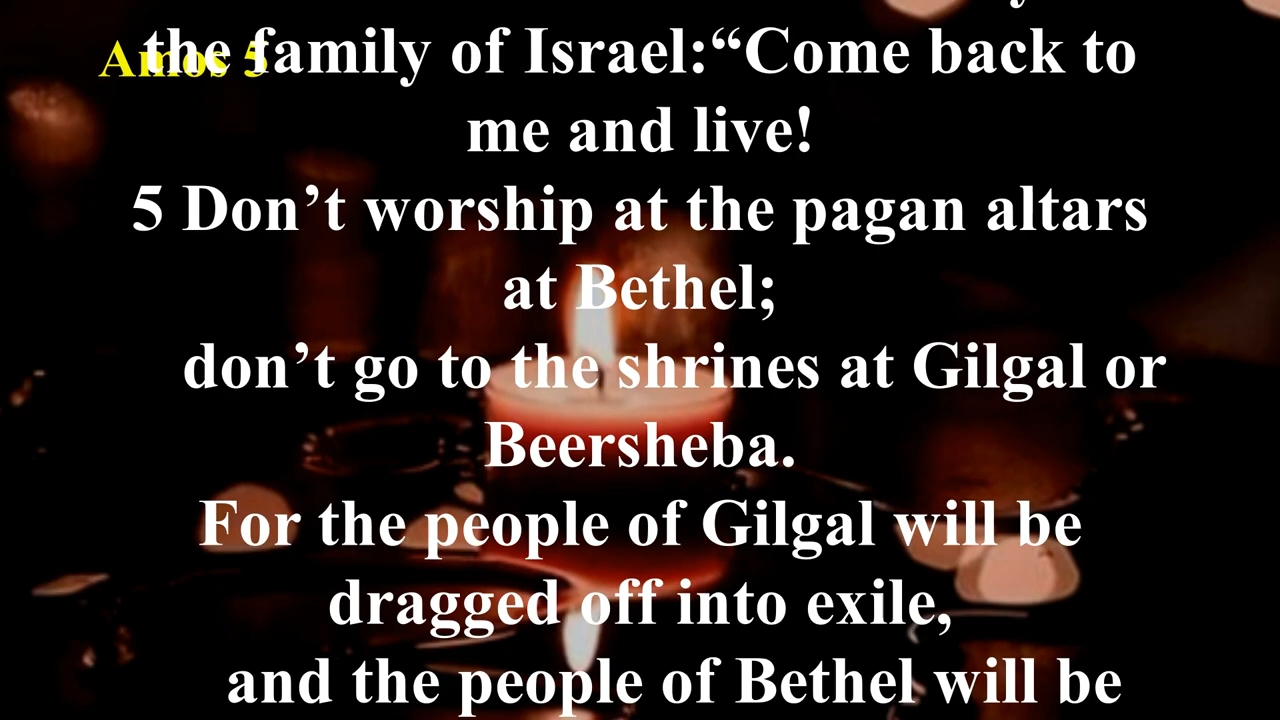 Amos 5
the family of Israel:“Come back to
me and live!
5 Don’t worship at the pagan altars
at Bethel;
don’t go to the shrines at Gilgal or
Beersheba.
For the people of Gilgal will be
dragged off into exile,
and the people of Bethel will be